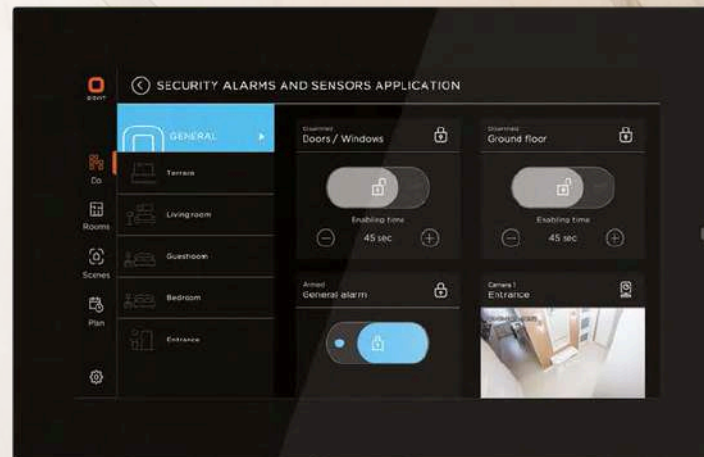 SECURITY ALARMS AND SENSORS APPLICATION
GENERAL
Terrace
Living room
Guestroom
Bedroom
Entrance
Do
Rooms
Scenes
Plan
Disarmed
Doors / Windows
Enabling time
45 sec
Disarmed
Ground floor
Enabling time
45 sec
Armed
General alarm
Camera 1
Entrance